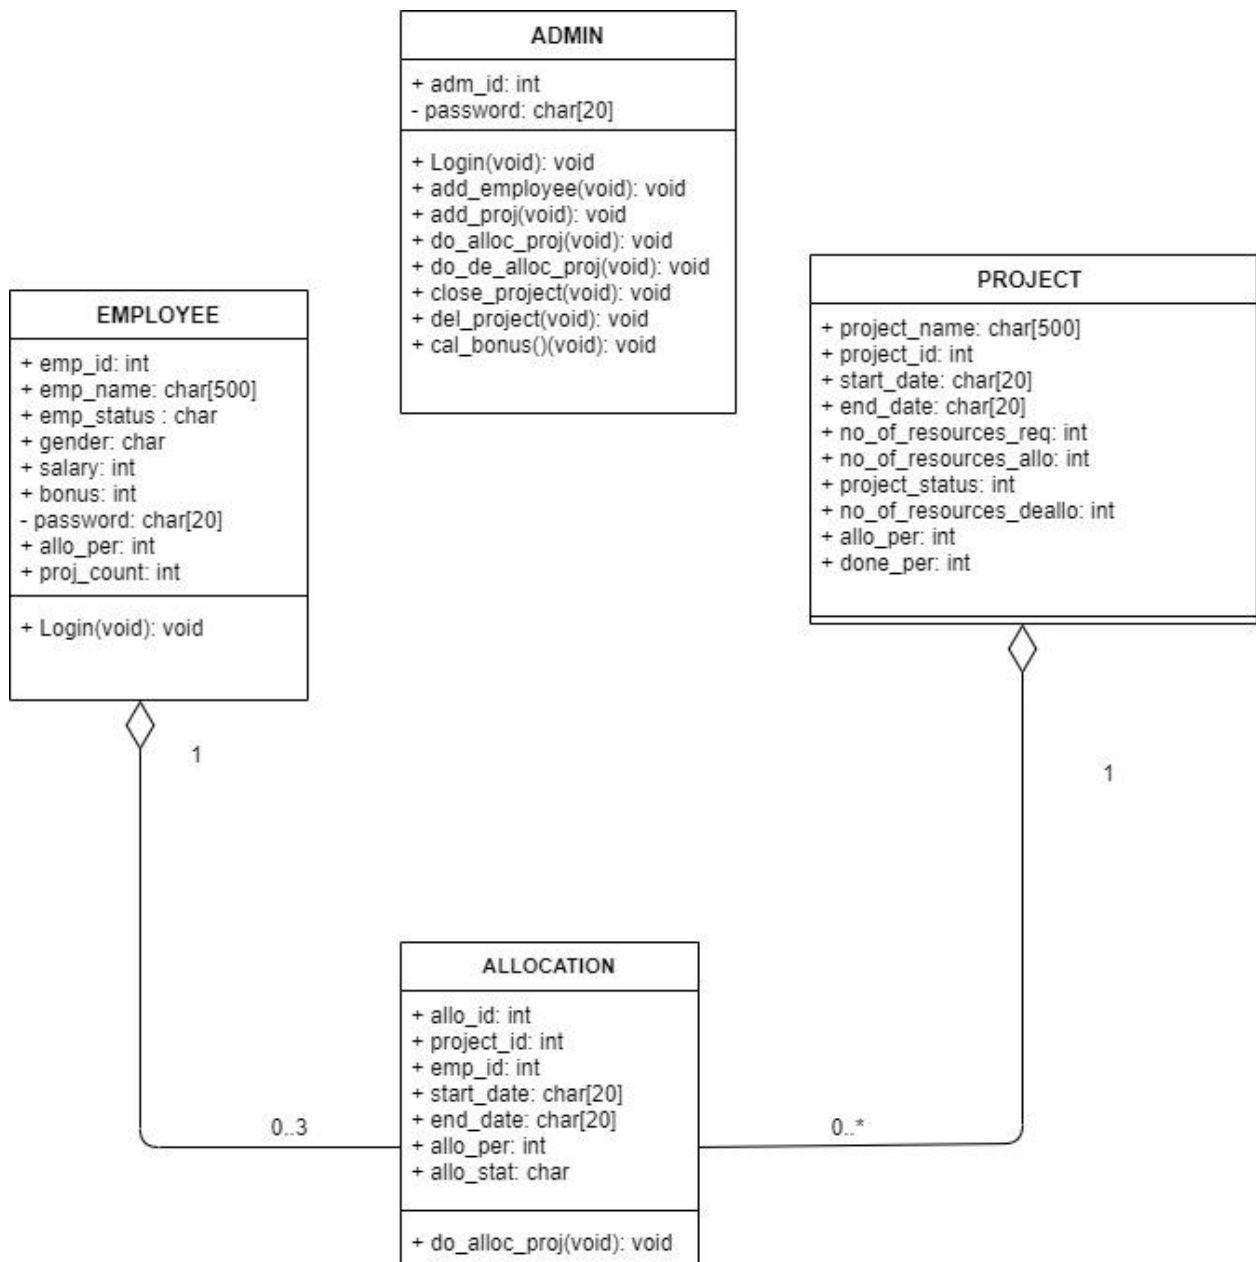 ADMIN
+ adm_id: int
- password: char[20]
+ Login(void): void
+ add_employee(void): void
+ add_proj(void): void
+ do_alloc_proj(void): void
+ do_de_alloc_proj(void): void
+ close_project(void): void
+ del_project(void): void
+ cal_bonus()(void): void
EMPLOYEE
+ emp_id: int
+ emp_name: char[500]
+ emp_status : char
+ gender: char
+ salary: int
+ bonus: int
- password: char[20]
+ allo_per: int
+ proj_count: int
+ Login(void): void
PROJECT
+ project_name: char[500]
+ project_id: int
+ start_date: char[20]
+ end_date: char[20]
+ no_of_resources_req: int
+ no_of_resources_allo: int
+ project_status: int
+ no_of_resources_deallo: int
+ allo_per: int
+ done_per: int
1
1
ALLOCATION
+ allo_id: int
+ project_id: int
+ emp_id: int
+ start_date: char[20]
+ end_date: char[20]
+ allo_per: int
+ allo_stat: char
+ do_alloc_proj(void): void
0..3
0..*